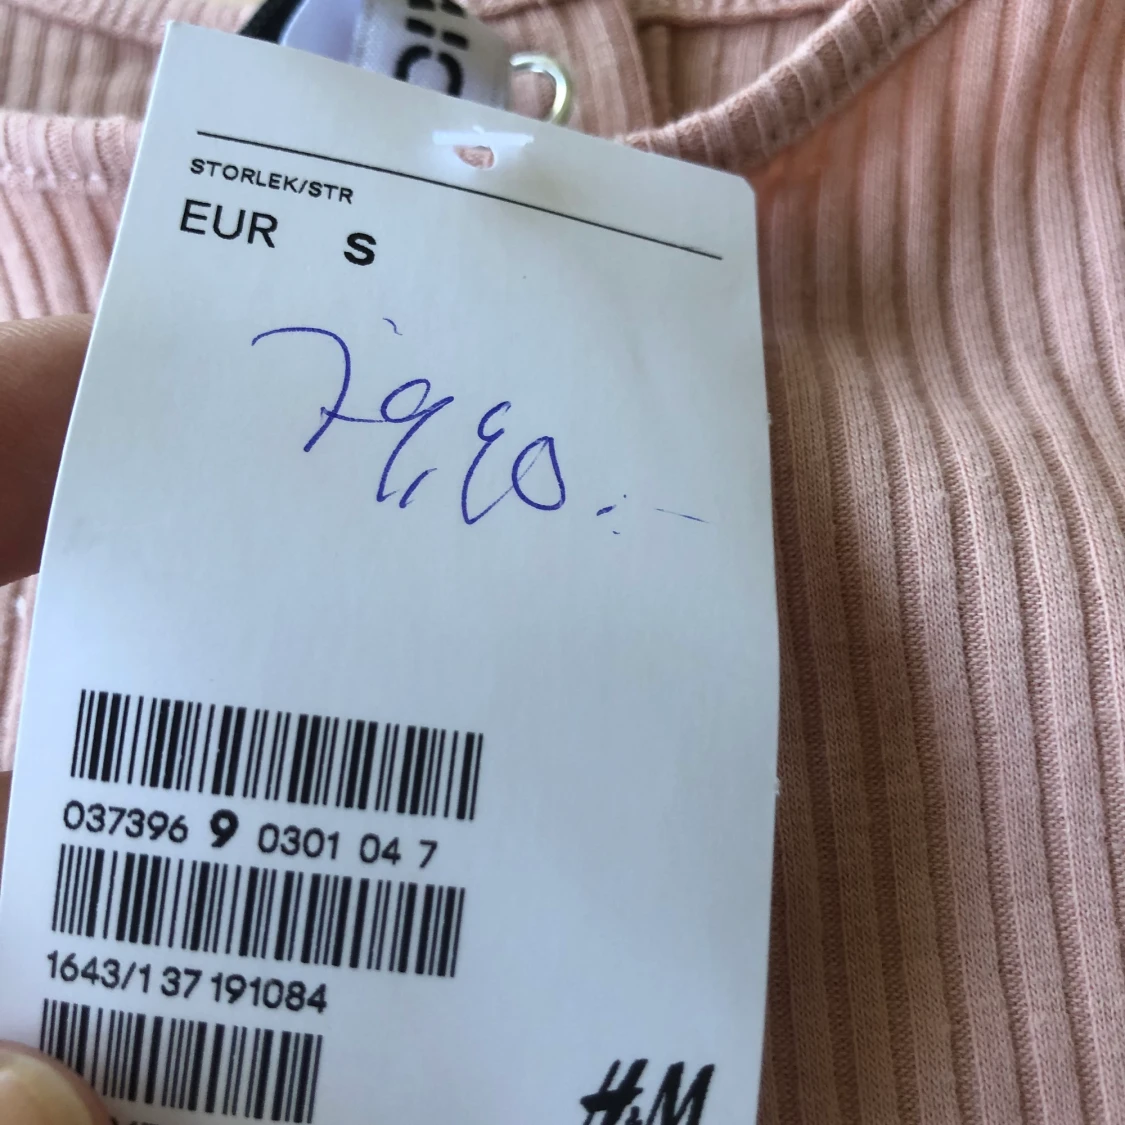 STORLEK/STR
EUR S
79,90.-
037396 9 0301 04 7
1643/1 37 191084
H&M